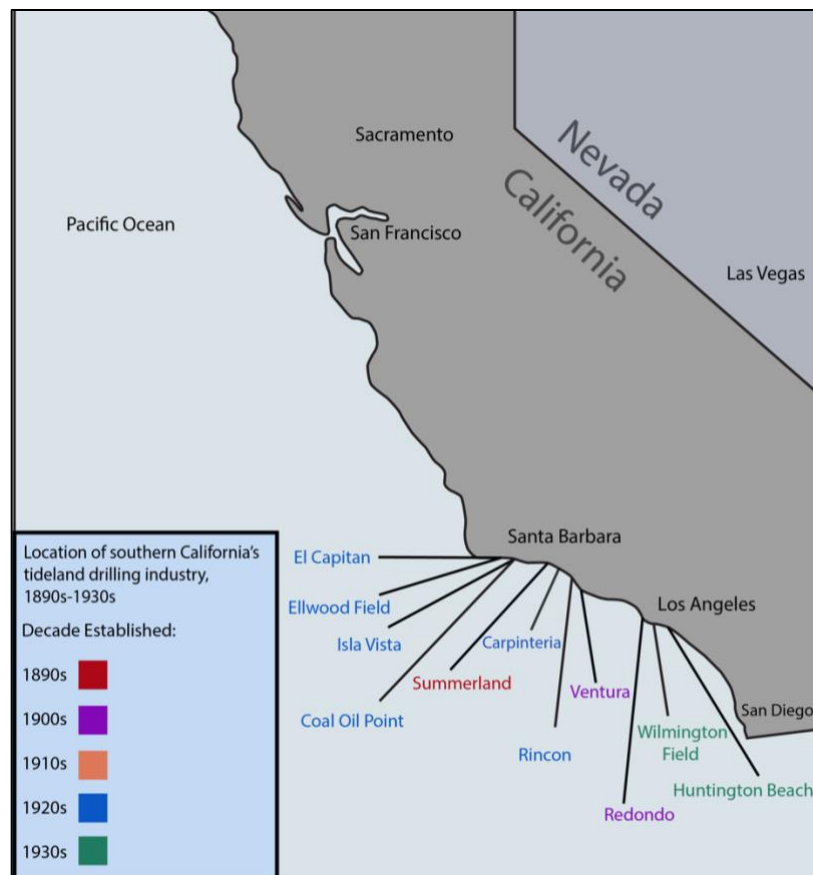 Sacramento
Nevada
California
Pacific Ocean
San Francisco
Las Vegas
Santa Barbara
El Capitan
Ellwood Field
Isla Vista
Carpinteria
Los Angeles
Summerland
Ventura
Coal Oil Point
Rincon
San Diego
Wilmington
Field
Huntington Beach
Redondo
Location of southern California's
tideland drilling industry,
1890s-1930s
Decade Established:
1890s
1900s
1910s
1920s
1930s